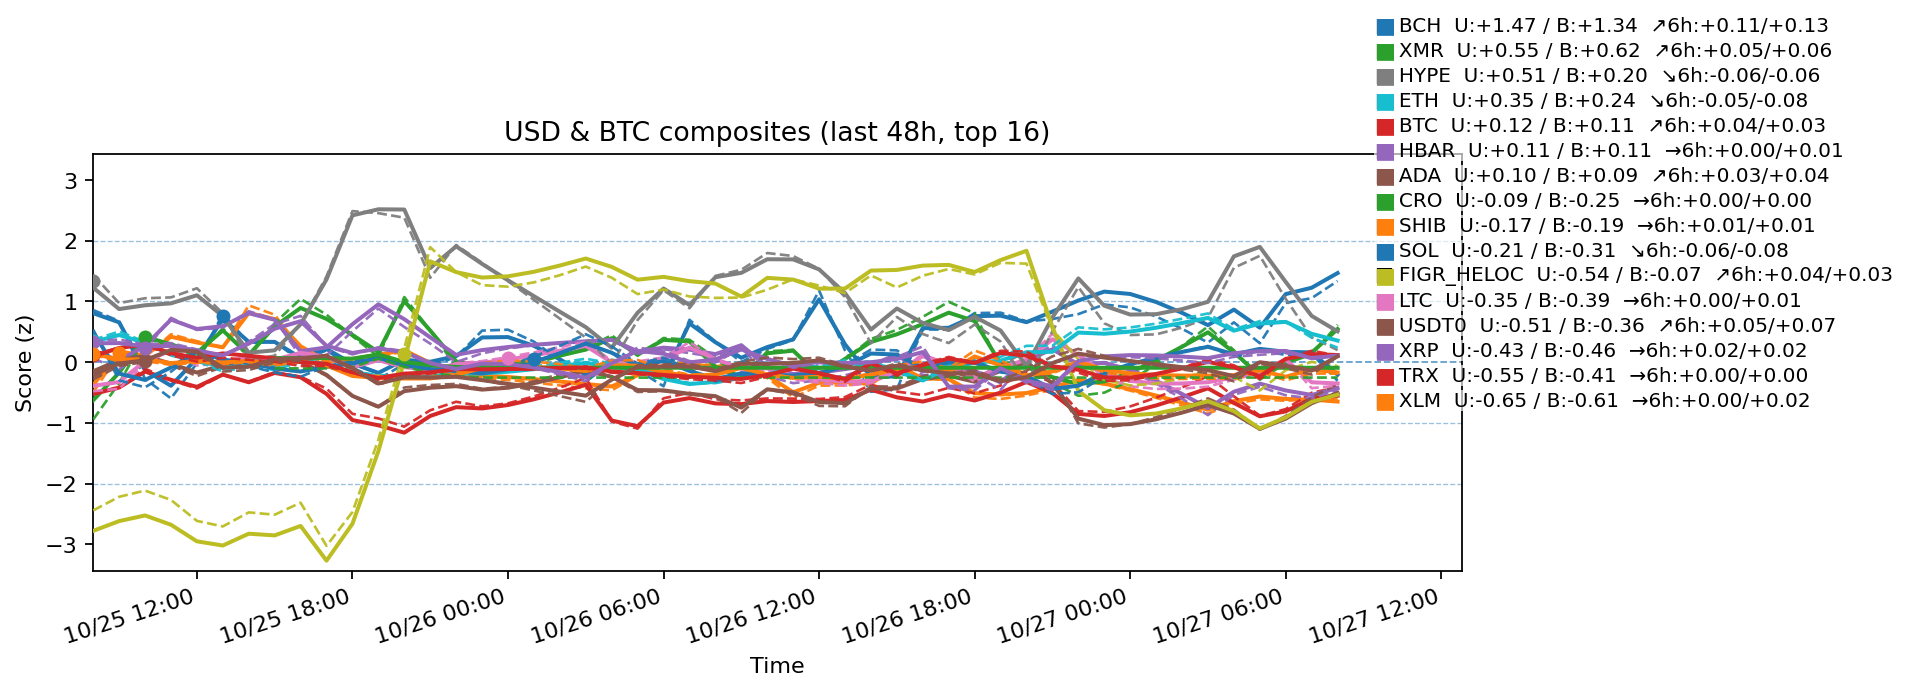 BCH  U:+1.47 / B:+1.34  ↗6h:+0.11/+0.13
XMR  U:+0.55 / B:+0.62  ↗6h:+0.05/+0.06
HYPE  U:+0.51 / B:+0.20  ↘6h:-0.06/-0.06
ETH  U:+0.35 / B:+0.24  ↘6h:-0.05/-0.08
BTC  U:+0.12 / B:+0.11  ↗6h:+0.04/+0.03
HBAR  U:+0.11 / B:+0.11  →6h:+0.00/+0.01
ADA  U:+0.10 / B:+0.09  ↗6h:+0.03/+0.04
CRO  U:-0.09 / B:-0.25  →6h:+0.00/+0.00
SHIB  U:-0.17 / B:-0.19  →6h:+0.01/+0.01
SOL  U:-0.21 / B:-0.31  ↘6h:-0.06/-0.08
FIGR_HELOC  U:-0.54 / B:-0.07  ↗6h:+0.04/+0.03
LTC  U:-0.35 / B:-0.39  →6h:+0.00/+0.01
USDT0  U:-0.51 / B:-0.36  ↗6h:+0.05/+0.07
XRP  U:-0.43 / B:-0.46  →6h:+0.02/+0.02
TRX  U:-0.55 / B:-0.41  →6h:+0.00/+0.00
XLM  U:-0.65 / B:-0.61  →6h:+0.00/+0.02
USD & BTC composites (last 48h, top 16)
Score (z)
3
2
1
0
−1
−2
−3
10/25 12:00
10/25 18:00
10/26 00:00
10/26 06:00
10/26 12:00
10/26 18:00
10/27 00:00
10/27 06:00
10/27 12:00
Time